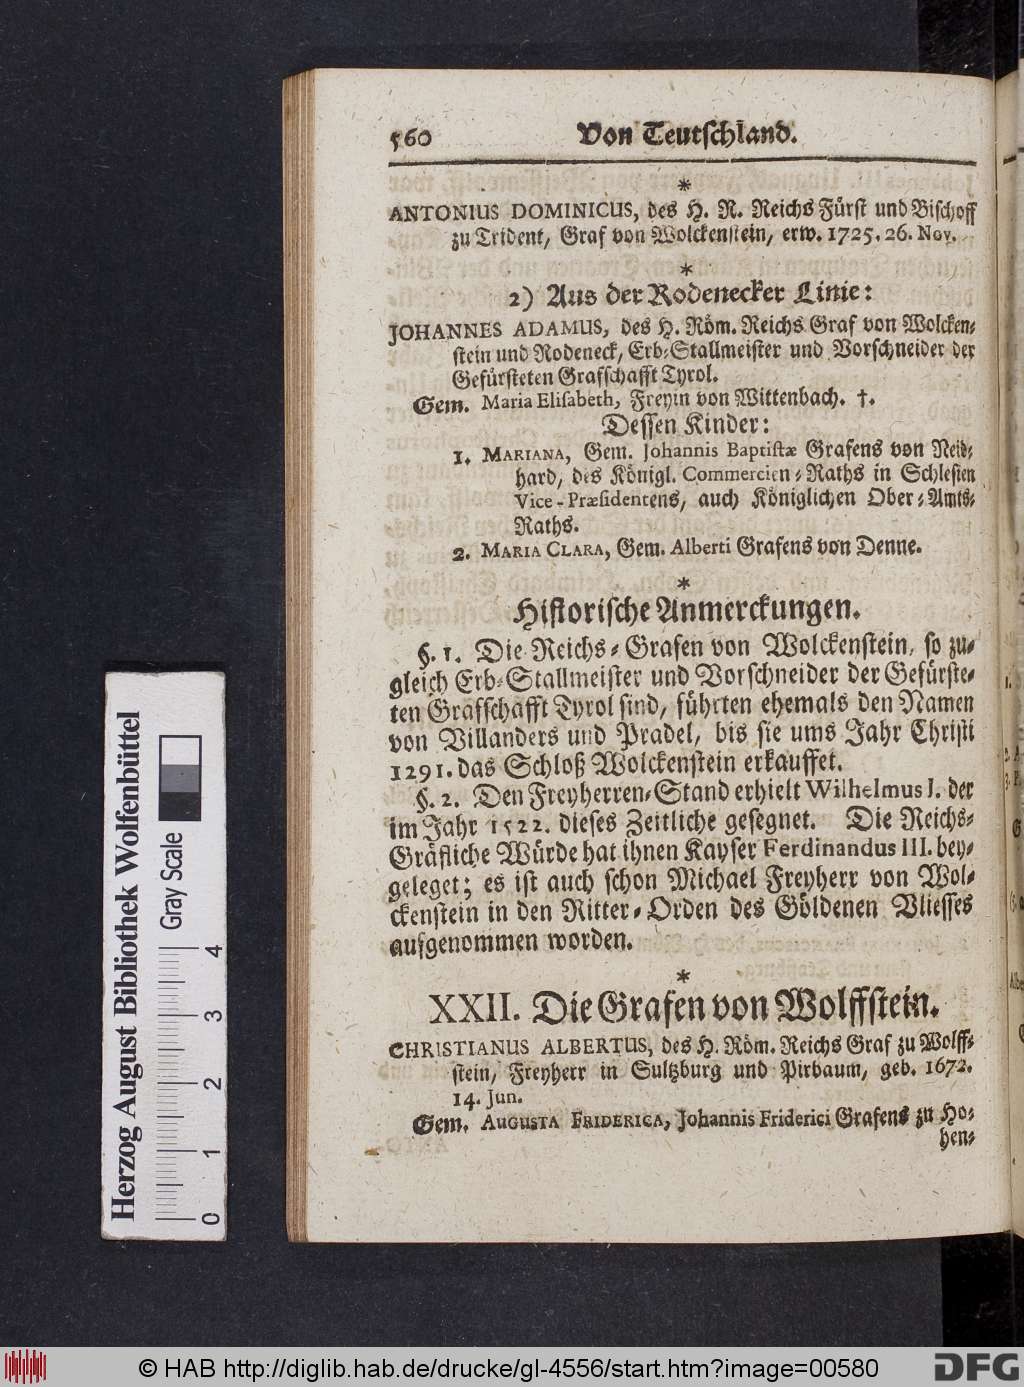 560 Von Teutschland.
*
ANTONIUS DOMINICUS, des H. R. Reichs Fürst und Bischoff
zu Trident, Graf von Wolckenstein, erw. 1725. 26. Nov.
*
2) Aus der Rodenecker Linie:
JOHANNES ADAMUS, des H. Röm. Reichs Graf von Wolcken-
stein und Rodeneck, Erb-Stallmeister und Vorschneider der
Gefürsteten Grafschafft Tyrol.
Gem. Maria Elisabeth, Freyin von Wittenbach. †.
Dessen Kinder:
1. MARIANA, Gem. Johannis Baptistæ Grafens von Neid-
hard, des Königl. Commercien-Raths in Schlesien
Vice-Præsidentens, auch Königlichen Ober-Amts-
Raths.
2. MARIA CLARA, Gem. Alberti Grafens von Denne.
*
Historische Anmerckungen.
§. 1. Die Reichs-Grafen von Wolckenstein, so zu-
gleich Erb-Stallmeister und Vorschneider der Gefürste-
ten Grafschafft Tyrol sind, führten ehemals den Namen
von Villanders und Pradel, bis sie ums Jahr Christi
1291. das Schloß Wolckenstein erkauffet.
§. 2. Den Freyherren-Stand erhielt Wilhelmus I. der
im Jahr 1522. dieses Zeitliche gesegnet. Die Reichs-
Gräfliche Würde hat ihnen Kayser Ferdinandus III. bey-
geleget; es ist auch schon Michael Freyherr von Wol-
ckenstein in den Ritter-Orden des Göldenen Vliesses
aufgenommen worden.
*
XXII. Die Grafen von Wolffstein.
CHRISTIANUS ALBERTUS, des H. Röm. Reichs Graf zu Wolff-
stein, Freyherr in Sultzburg und Pirbaum, geb. 1672.
14. Jun.
Gem. AUGUSTA FRIDERICA, Johannis Friderici Grafens zu Ho-
hen-
Herzog August Bibliothek Wolfenbüttel
Gray Scale
0 1 2 3 4
© HAB http://diglib.hab.de/drucke/gl-4556/start.htm?image=00580
DFG